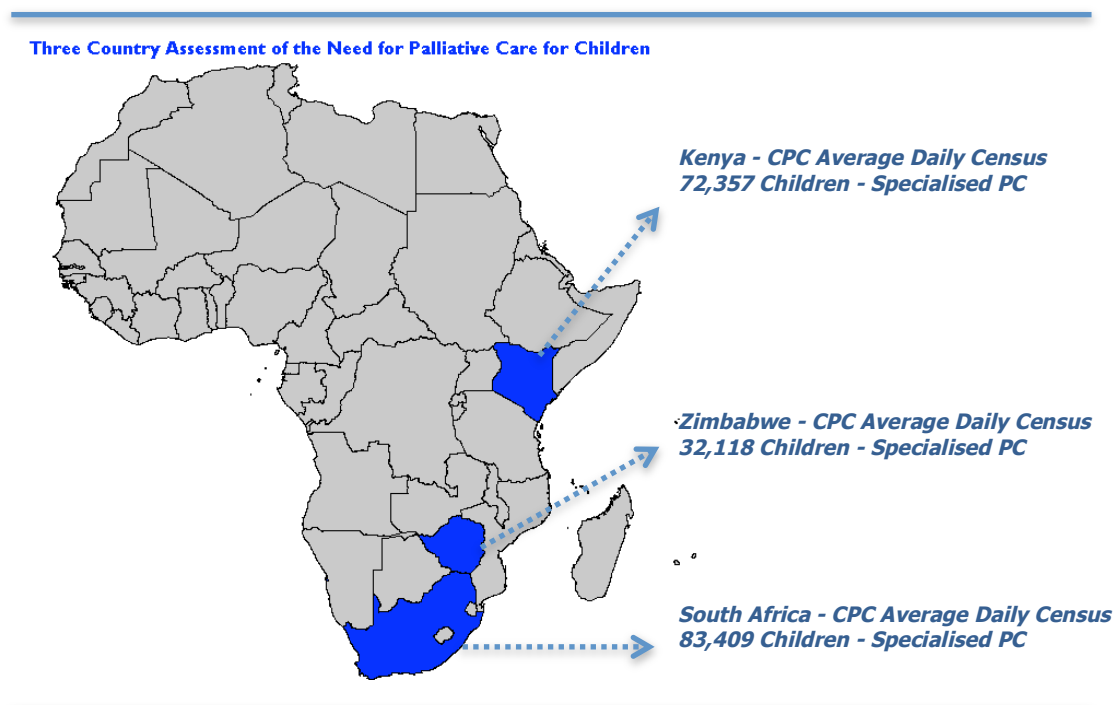 Three Country Assessment of the Need for Palliative Care for Children
Kenya - CPC Average Daily Census
72,357 Children - Specialised PC
Zimbabwe - CPC Average Daily Census
32,118 Children - Specialised PC
South Africa - CPC Average Daily Census
83,409 Children - Specialised PC